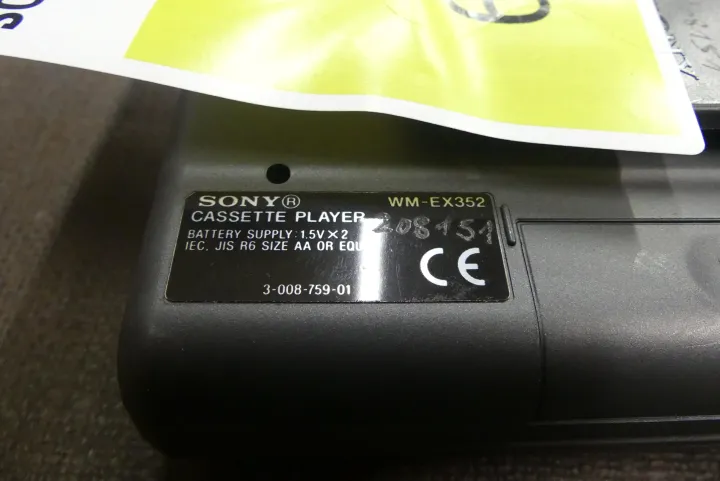 SONY® WM-EX352
CASSETTE PLAYER
208151
BATTERY SUPPLY : 1.5V×2
IEC, JIS R6 SIZE AA OR EQU
CE
3-008-759-01